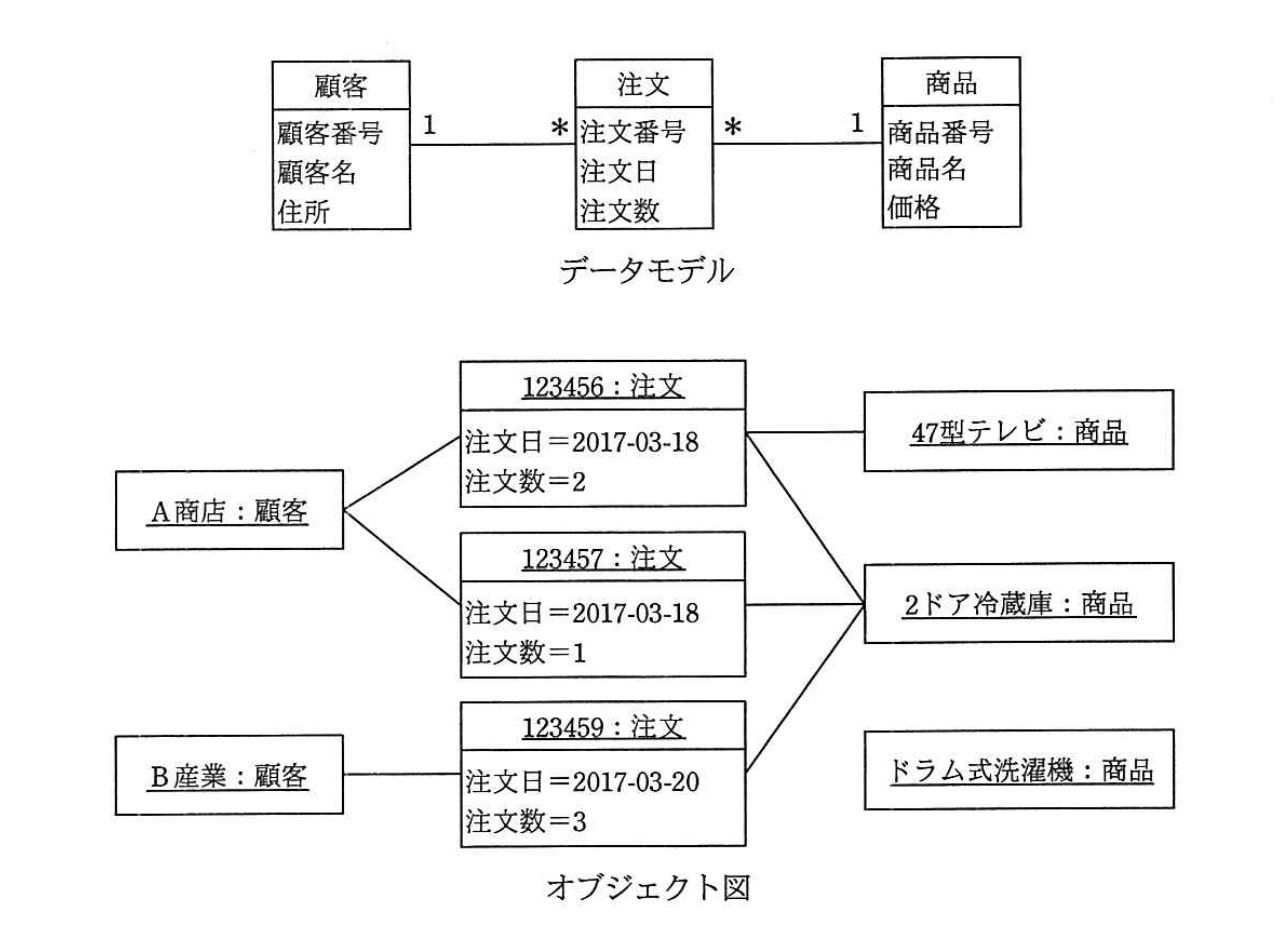 顧客
顧客番号
顧客名
住所
1
*
注文
注文番号
注文日
注文数
*
1
商品
商品番号
商品名
価格
データモデル
A商店：顧客
B産業：顧客
123456：注文
注文日＝2017-03-18
注文数＝2
123457：注文
注文日＝2017-03-18
注文数＝1
123459：注文
注文日＝2017-03-20
注文数＝3
47型テレビ：商品
2ドア冷蔵庫：商品
ドラム式洗濯機：商品
オブジェクト図